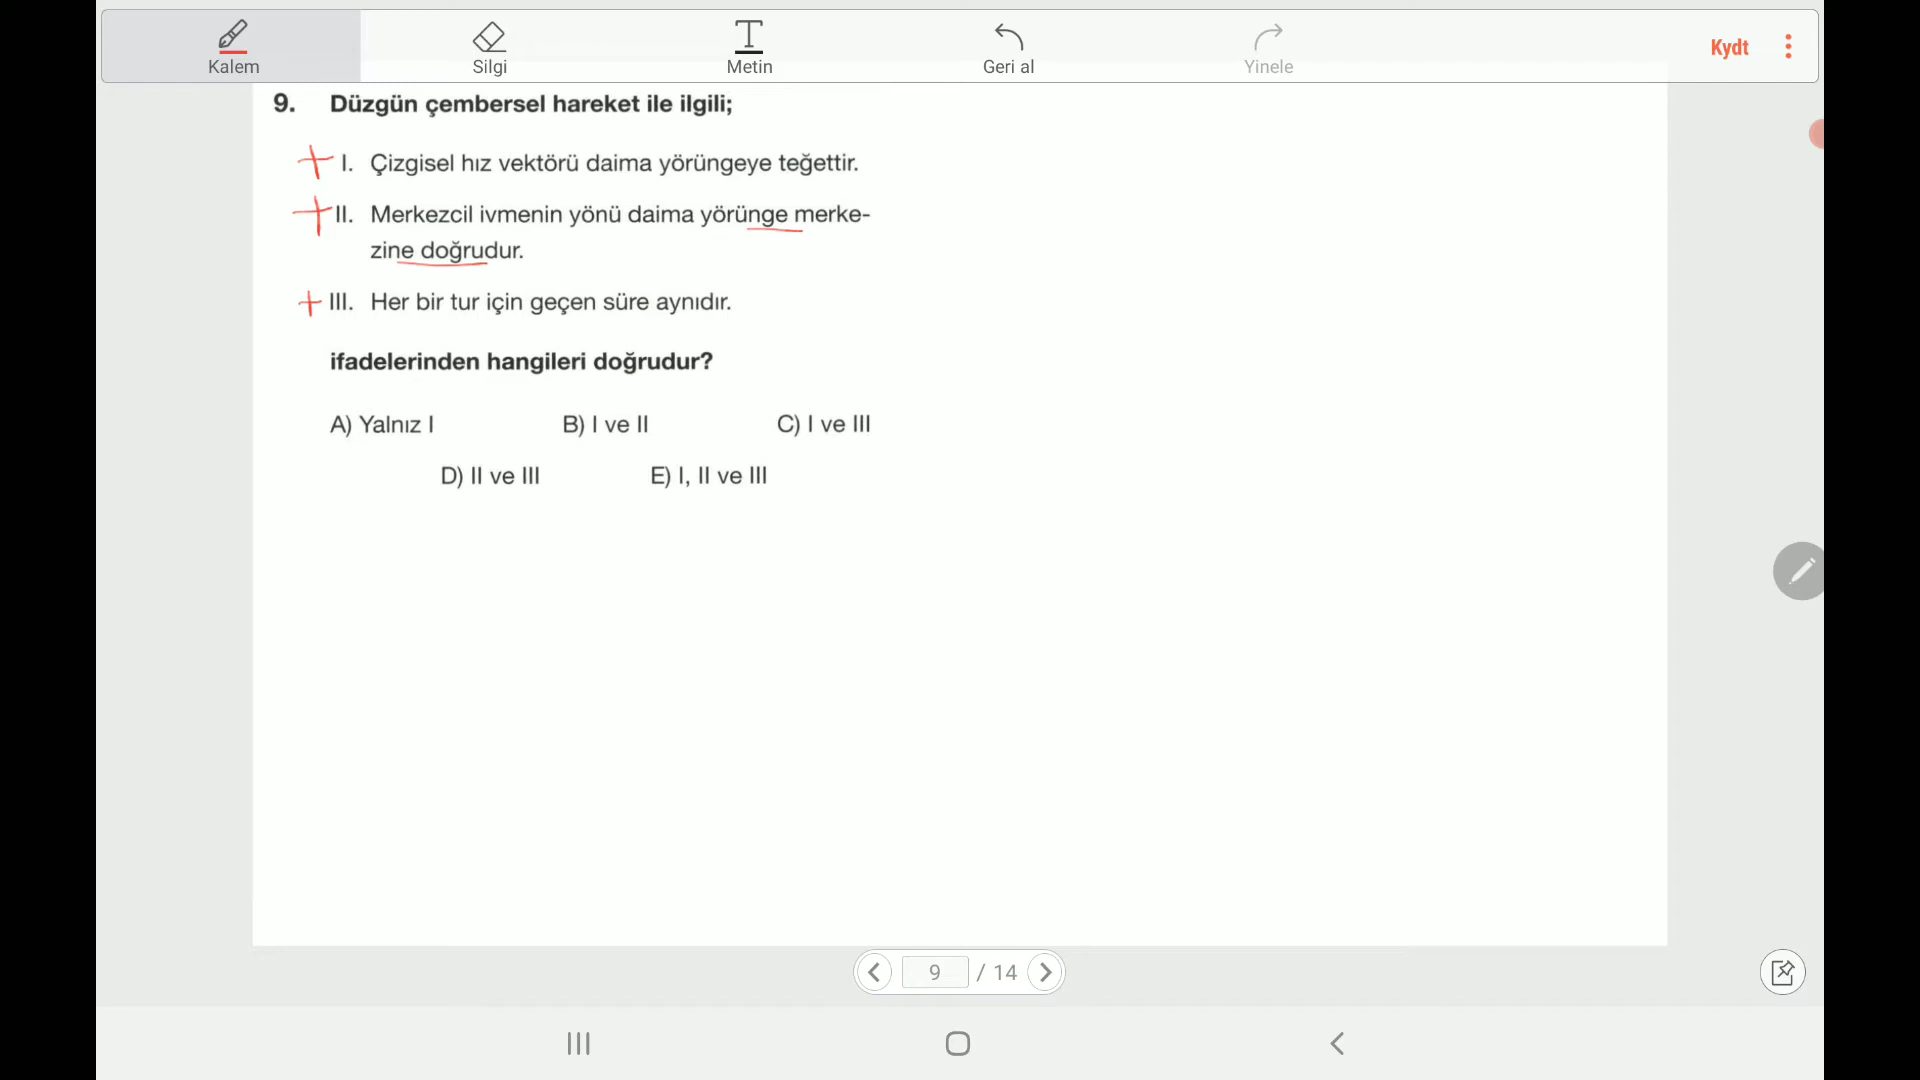 Kalem Silgi Metin Geri al Yinele Kydt
9. Düzgün çembersel hareket ile ilgili;
I. Çizgisel hız vektörü daima yörüngeye teğettir.
II. Merkezcil ivmenin yönü daima yörünge merke-
zine doğrudur.
III. Her bir tur için geçen süre aynıdır.
ifadelerinden hangileri doğrudur?
A) Yalnız I B) I ve II C) I ve III
D) II ve III E) I, II ve III
9 / 14